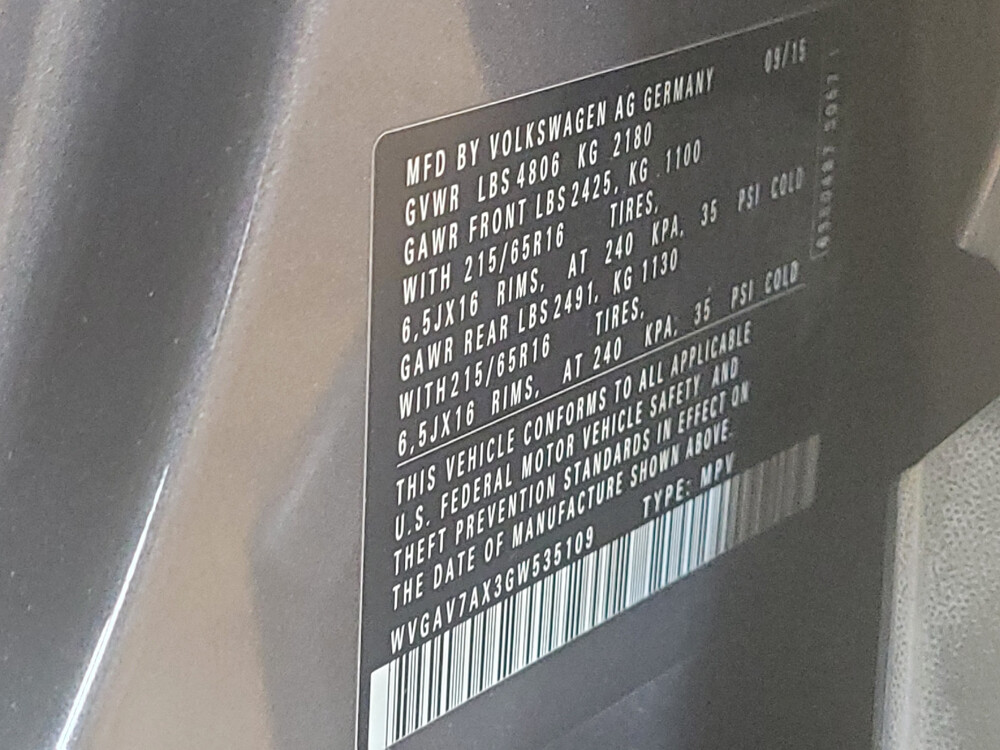 09/15
MFD BY VOLKSWAGEN AG GERMANY
GVWR LBS 4806 KG 2180
GAWR FRONT LBS 2425, KG 1100
WITH 215/65R16 TIRES,
6,5JX16 RIMS, AT 240 KPA, 35 PSI COLD
GAWR REAR LBS 2491, KG 1130
WITH 215/65R16 TIRES,
6,5JX16 RIMS, AT 240 KPA, 35 PSI COLD
THIS VEHICLE CONFORMS TO ALL APPLICABLE
U.S. FEDERAL MOTOR VEHICLE SAFETY, AND
THEFT PREVENTION STANDARDS IN EFFECT ON
THE DATE OF MANUFACTURE SHOWN ABOVE.
WVGAV7AX3GW535109 TYPE: MPV